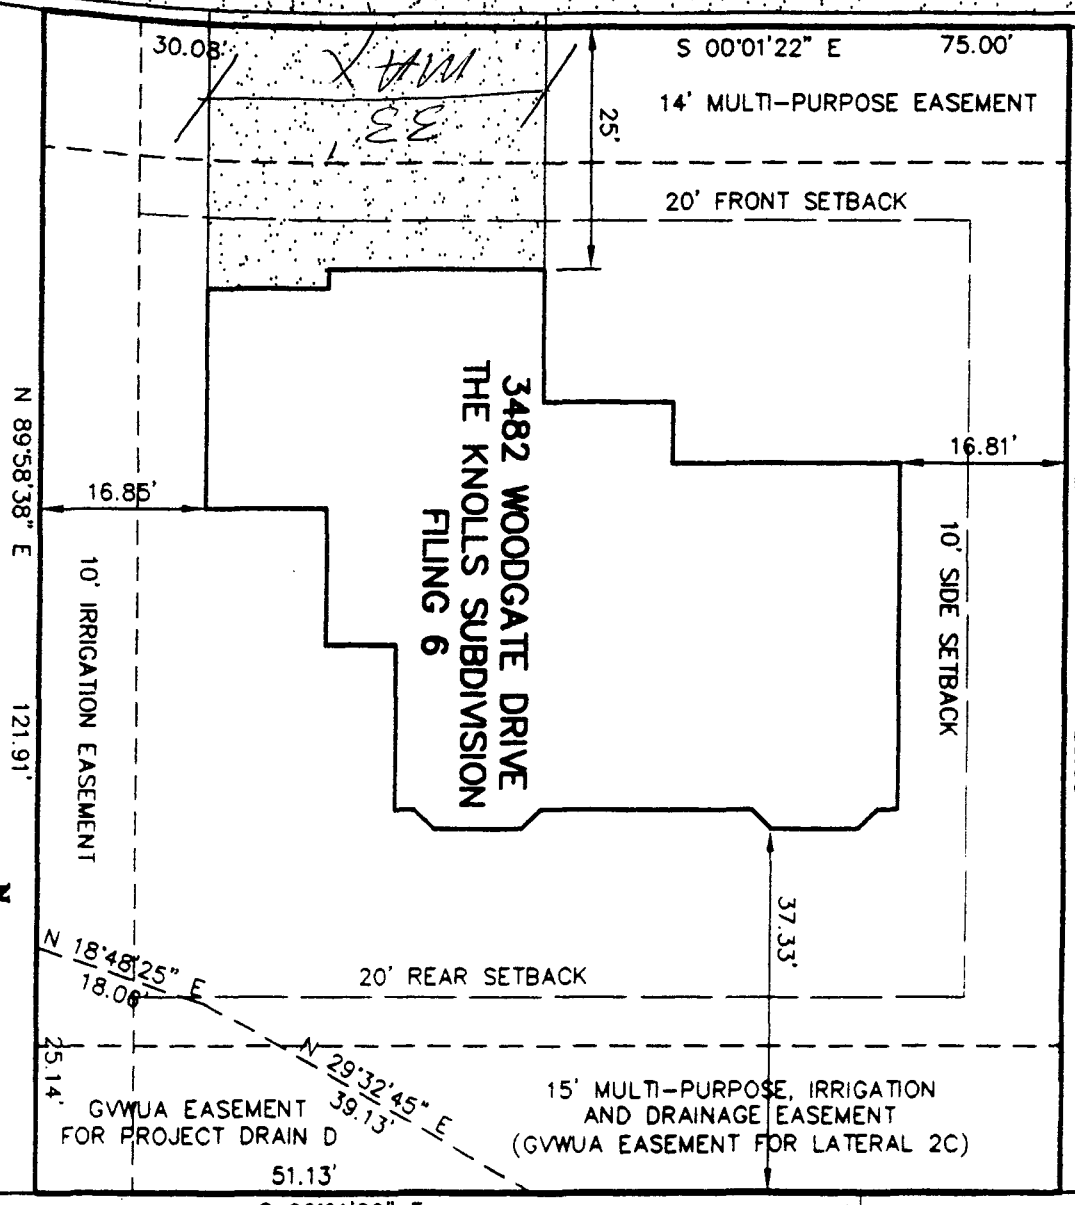 30.08'
S 00°01'22" E 75.00'
MAX
33'
25'
14' MULTI-PURPOSE EASEMENT
20' FRONT SETBACK
3482 WOODGATE DRIVE
THE KNOLLS SUBDIVISION
FILING 6
16.81'
16.85'
N 89°58'38" E 121.91'
10' IRRIGATION EASEMENT
10' SIDE SETBACK
37.33'
N 18°48'25" E
18.06'
20' REAR SETBACK
N 29°32'45" E
39.13'
25.14'
GVWUA EASEMENT
FOR PROJECT DRAIN D
15' MULTI-PURPOSE, IRRIGATION
AND DRAINAGE EASEMENT
(GVWUA EASEMENT FOR LATERAL 2C)
51.13'